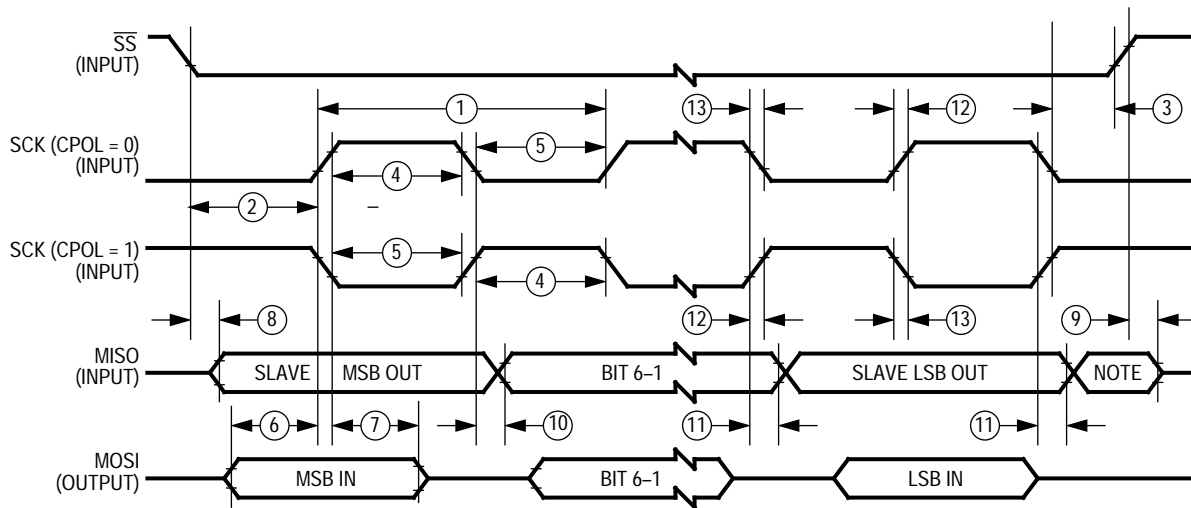 SS
(INPUT)
1
13
12
3
SCK (CPOL = 0)
(INPUT)
5
4
2
–
SCK (CPOL = 1)
(INPUT)
5
4
8
12
13
9
MISO
(INPUT)
SLAVE MSB OUT
BIT 6–1
SLAVE LSB OUT
NOTE
6
7
10
11
11
MOSI
(OUTPUT)
MSB IN
BIT 6–1
LSB IN